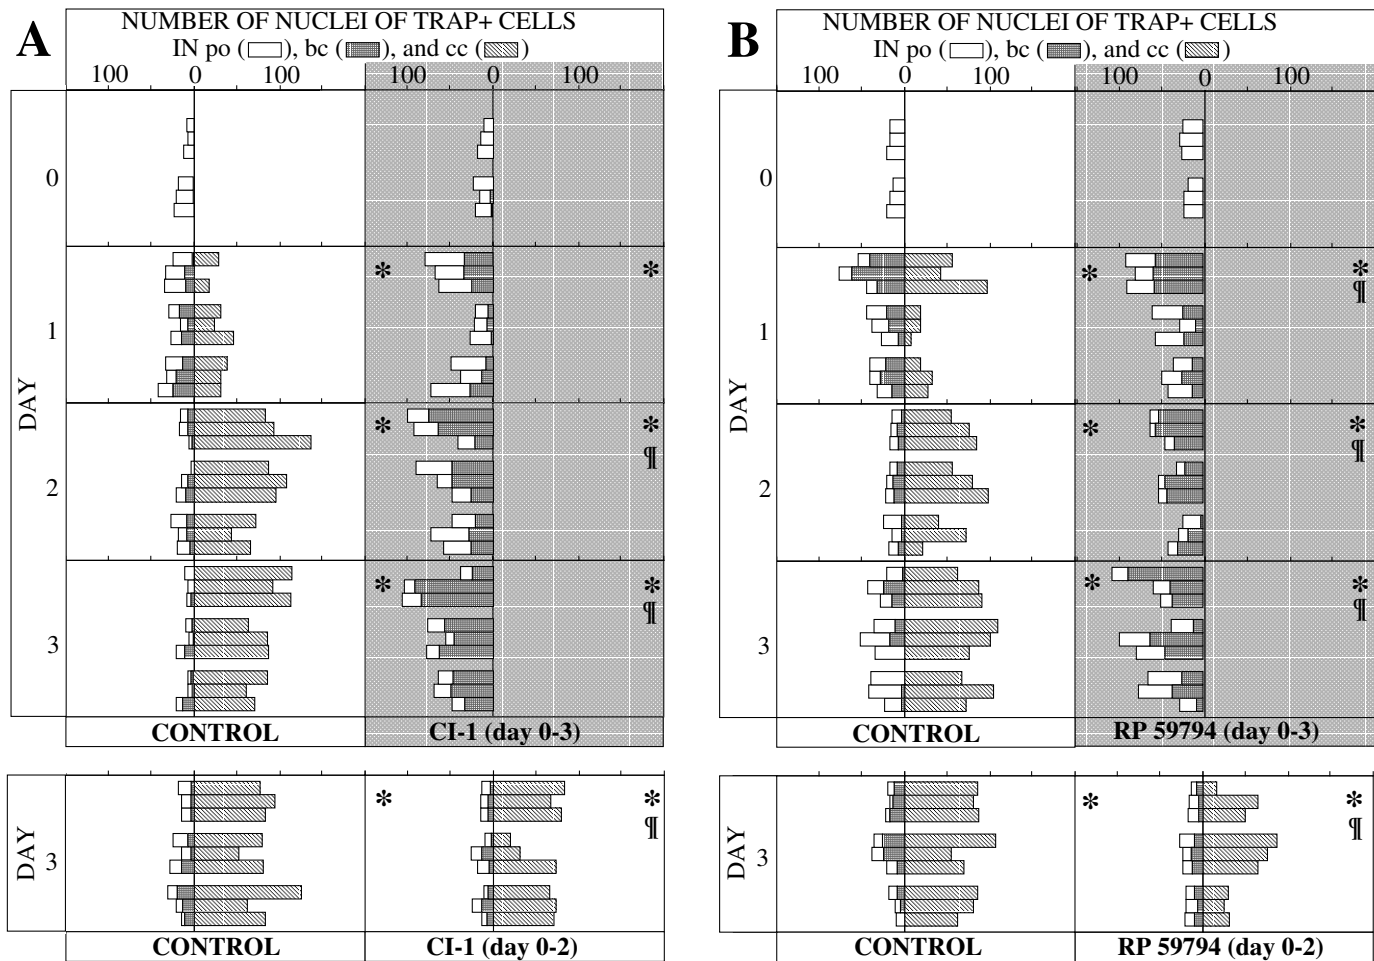 A
NUMBER OF NUCLEI OF TRAP+ CELLS
IN po ( ), bc ( ), and cc ( )
100 0 100 100 0 100
DAY
0
1
* *
2
* *
¶
3
* *
¶
CONTROL CI-1 (day 0-3)
DAY
3
* *
¶
CONTROL CI-1 (day 0-2)
B
NUMBER OF NUCLEI OF TRAP+ CELLS
IN po ( ), bc ( ), and cc ( )
100 0 100 100 0 100
DAY
0
1
* *
¶
2
* *
¶
3
* *
¶
CONTROL RP 59794 (day 0-3)
DAY
3
* *
¶
CONTROL RP 59794 (day 0-2)